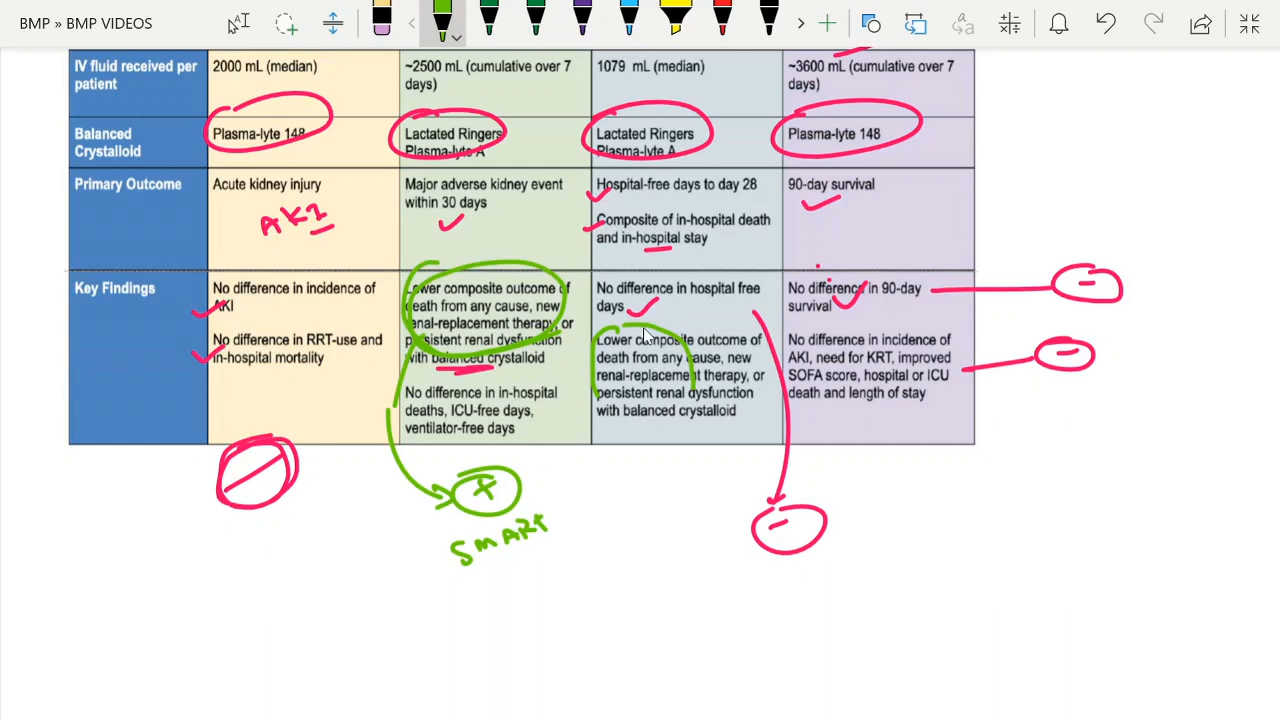 BMP » BMP VIDEOS
IV fluid received per
patient
2000 mL (median)
~2500 mL (cumulative over 7
days)
1079 mL (median)
~3600 mL (cumulative over 7
days)
Balanced
Crystalloid
Plasma-lyte 148
Lactated Ringers
Plasma-lyte A
Lactated Ringers
Plasma-lyte A
Plasma-lyte 148
Primary Outcome
Acute kidney injury
AKI
Major adverse kidney event
within 30 days
Hospital-free days to day 28
Composite of in-hospital death
and in-hospital stay
90-day survival
Key Findings
No difference in incidence of
AKI
No difference in RRT-use and
in-hospital mortality
Lower composite outcome of
death from any cause, new
renal-replacement therapy, or
persistent renal dysfunction
with balanced crystalloid
No difference in in-hospital
deaths, ICU-free days,
ventilator-free days
No difference in hospital free
days
Lower composite outcome of
death from any cause, new
renal-replacement therapy, or
persistent renal dysfunction
with balanced crystalloid
No difference in 90-day
survival
No difference in incidence of
AKI, need for KRT, improved
SOFA score, hospital or ICU
death and length of stay
-
-
+
SMART
-